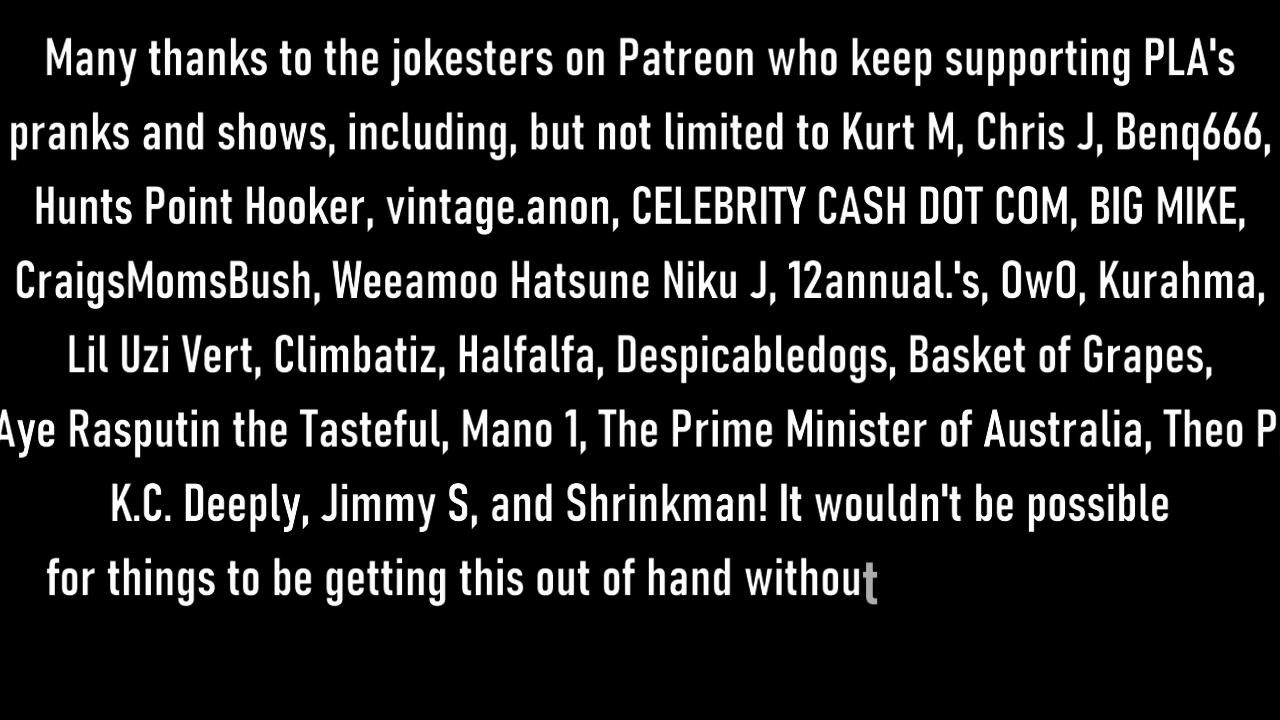 Many thanks to the jokesters on Patreon who keep supporting PLA's
pranks and shows, including, but not limited to Kurt M, Chris J, Benq666,
Hunts Point Hooker, vintage.anon, CELEBRITY CASH DOT COM, BIG MIKE,
CraigsMomsBush, Weeamoo Hatsune Niku J, 12annual.'s, OwO, Kurahma,
Lil Uzi Vert, Climbatiz, Halfalfa, Despicabledogs, Basket of Grapes,
Aye Rasputin the Tasteful, Mano 1, The Prime Minister of Australia, Theo P
K.C. Deeply, Jimmy S, and Shrinkman! It wouldn't be possible
for things to be getting this out of hand without